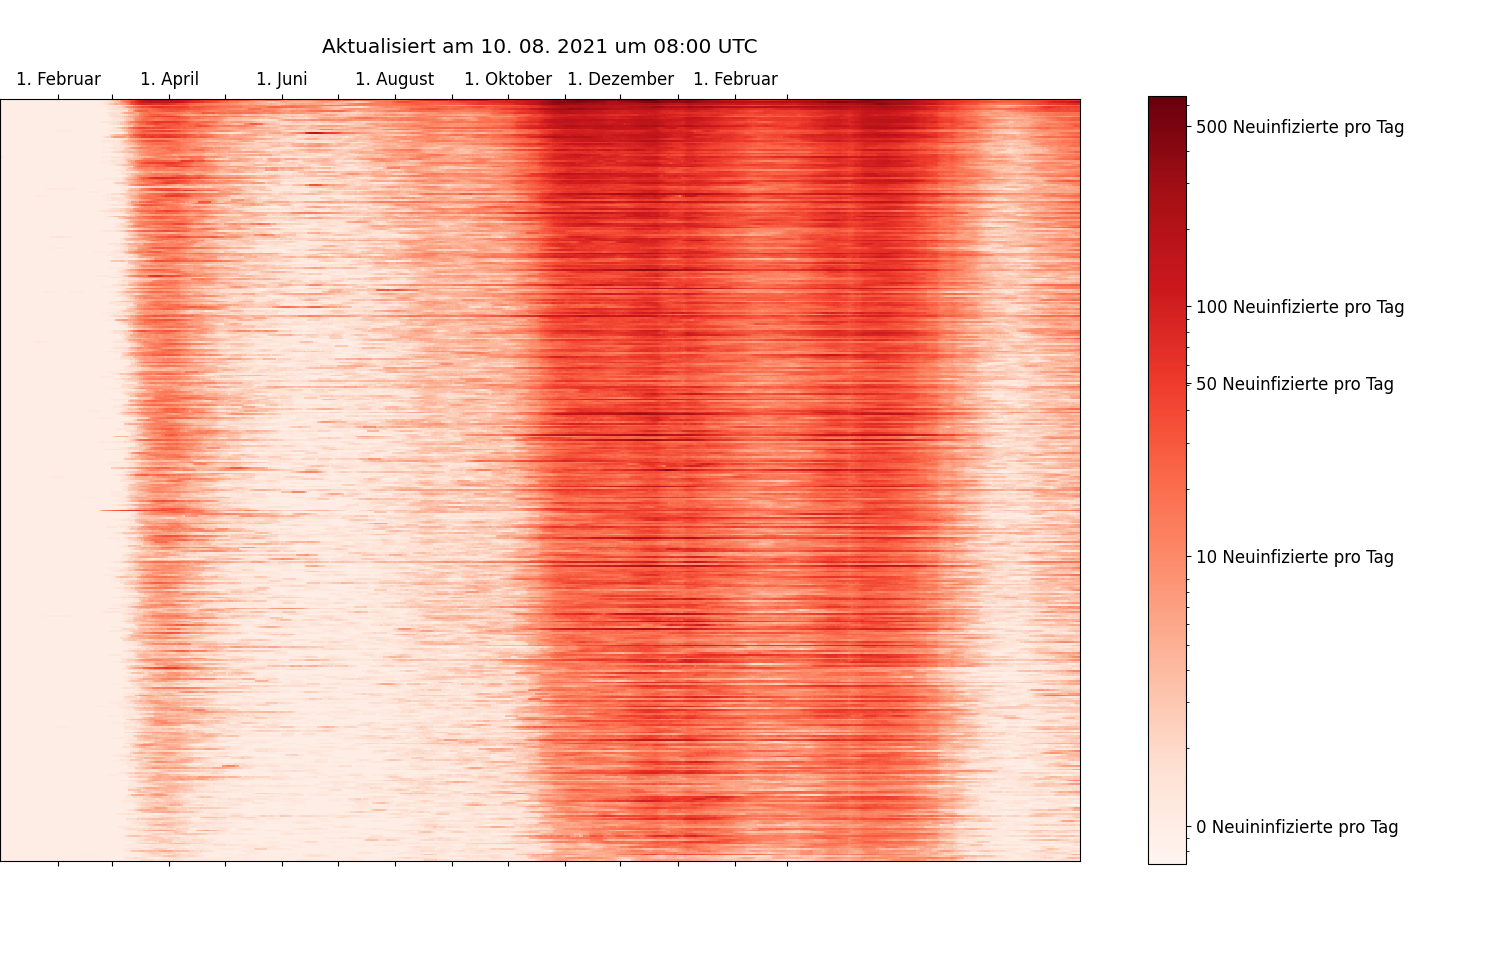 Aktualisiert am 10. 08. 2021 um 08:00 UTC
1. Februar 1. April 1. Juni 1. August 1. Oktober 1. Dezember 1. Februar
500 Neuinfizierte pro Tag
100 Neuinfizierte pro Tag
50 Neuinfizierte pro Tag
10 Neuinfizierte pro Tag
0 Neuininfizierte pro Tag